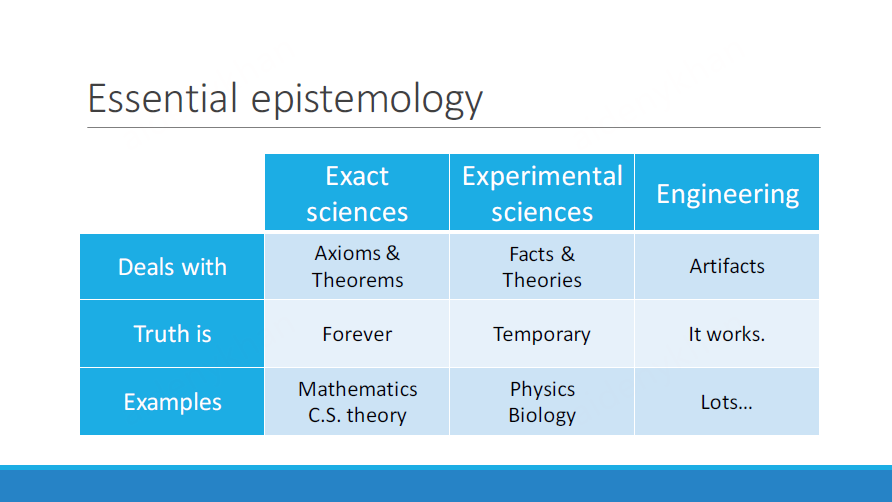 Essential epistemology
Exact
sciences
Experimental
sciences
Engineering
Deals with
Axioms &
Theorems
Facts &
Theories
Artifacts
Truth is
Forever
Temporary
It works.
Examples
Mathematics
C.S. theory
Physics
Biology
Lots...